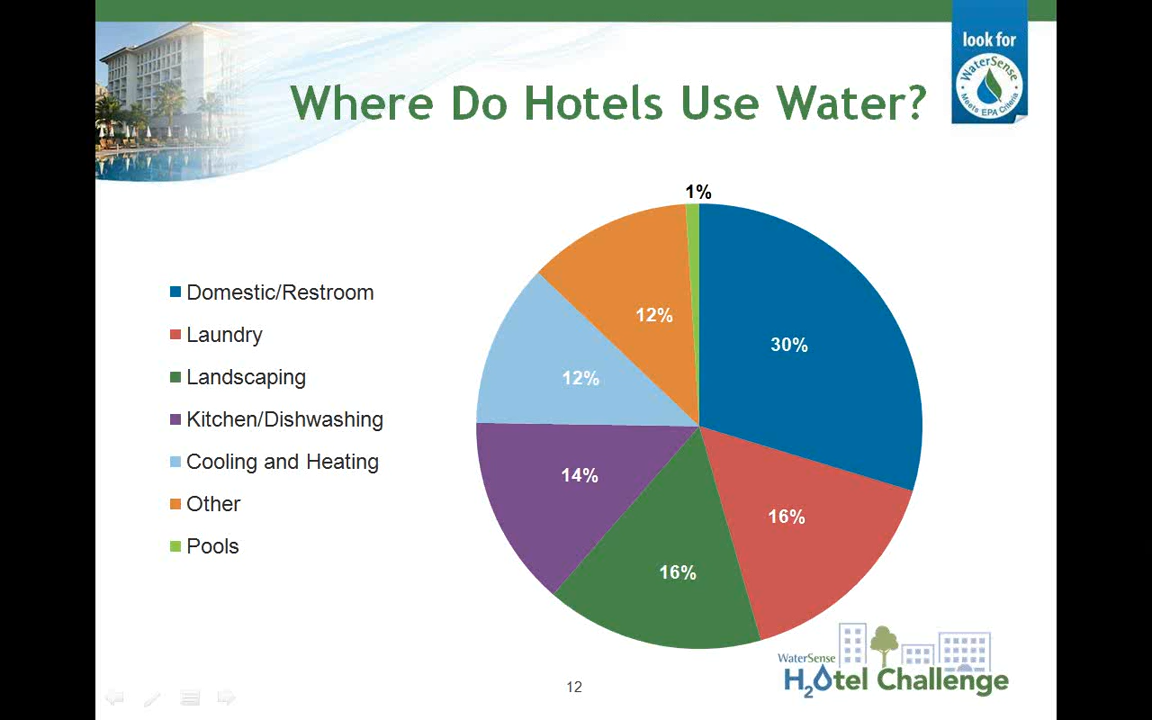 look for
WaterSense
Meets EPA Criteria
Where Do Hotels Use Water?
1%
Domestic/Restroom
Laundry
Landscaping
Kitchen/Dishwashing
Cooling and Heating
Other
Pools
12%
30%
12%
14%
16%
16%
12
WaterSense
H2Otel Challenge